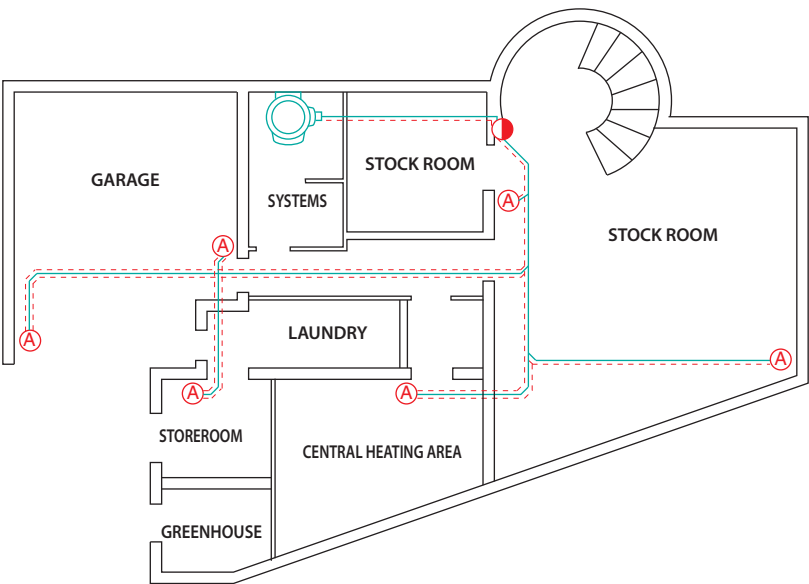 GARAGE
STOCK ROOM
SYSTEMS
A
STOCK ROOM
A
A
LAUNDRY
A
A
A
STOREROOM
CENTRAL HEATING AREA
GREENHOUSE